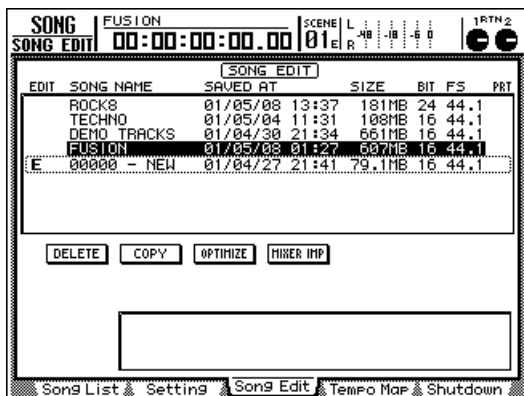 SONG FUSION SCENE L 1RTN2
SONG EDIT 00:00:00:00.00 01E R -48 -18 -6 0
SONG EDIT
EDIT SONG NAME SAVED AT SIZE BIT FS PRT
ROCK8 01/05/08 13:37 181MB 24 44.1
TECHNO 01/05/04 11:31 108MB 16 44.1
DEMO TRACKS 01/04/30 21:34 661MB 16 44.1
FUSION 01/05/08 01:27 607MB 16 44.1
E 00000 - NEW 01/04/27 21:41 79.1MB 16 44.1
DELETE COPY OPTIMIZE MIXER IMP
Song List Setting Song Edit Tempo Map Shutdown